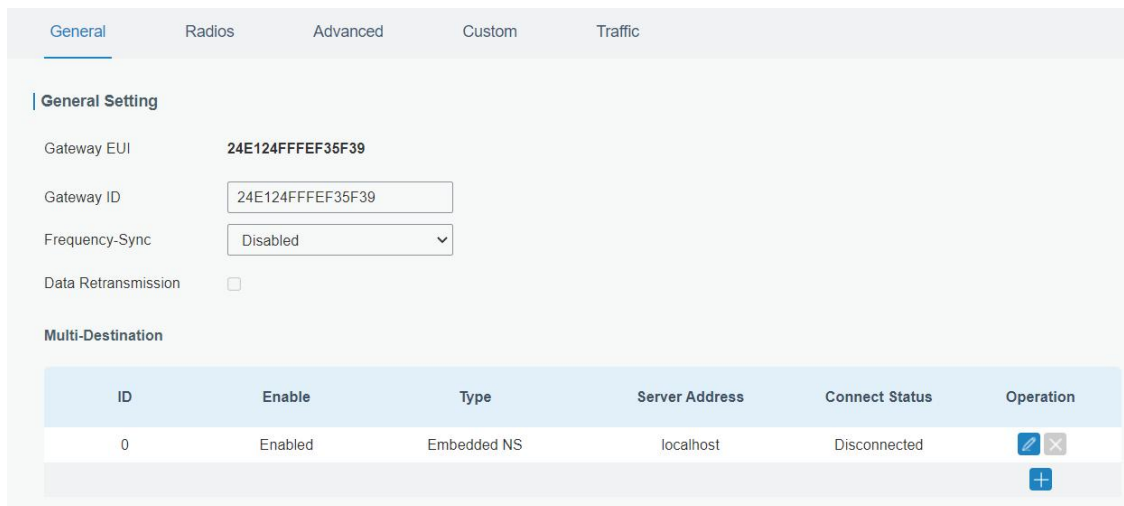 General Radios Advanced Custom Traffic
General Setting
Gateway EUI 24E124FFFEF35F39
Gateway ID 24E124FFFEF35F39
Frequency-Sync Disabled
Data Retransmission
Multi-Destination
ID Enable Type Server Address Connect Status Operation
0 Enabled Embedded NS localhost Disconnected